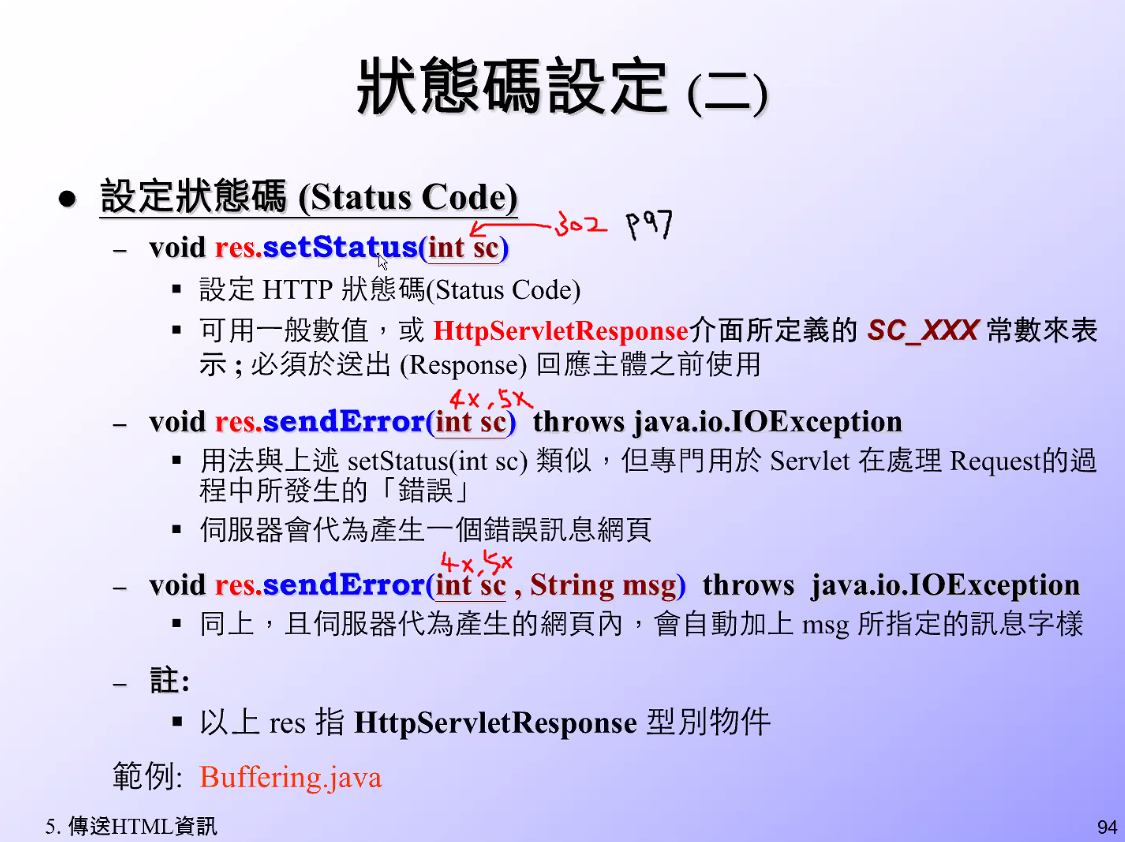 狀態碼設定 (二)
● 設定狀態碼 (Status Code)
302 p97
– void res.setStatus(int sc)
▪ 設定 HTTP 狀態碼(Status Code)
▪ 可用一般數值，或 HttpServletResponse介面所定義的 SC_XXX 常數來表
示 ; 必須於送出 (Response) 回應主體之前使用
4x , 5x
– void res.sendError(int sc) throws java.io.IOException
▪ 用法與上述 setStatus(int sc) 類似，但專門用於 Servlet 在處理 Request的過
程中所發生的「錯誤」
▪ 伺服器會代為產生一個錯誤訊息網頁
4x, 5x
– void res.sendError(int sc , String msg) throws java.io.IOException
▪ 同上，且伺服器代為產生的網頁內，會自動加上 msg 所指定的訊息字樣
– 註:
▪ 以上 res 指 HttpServletResponse 型別物件
範例: Buffering.java
5. 傳送HTML資訊
94